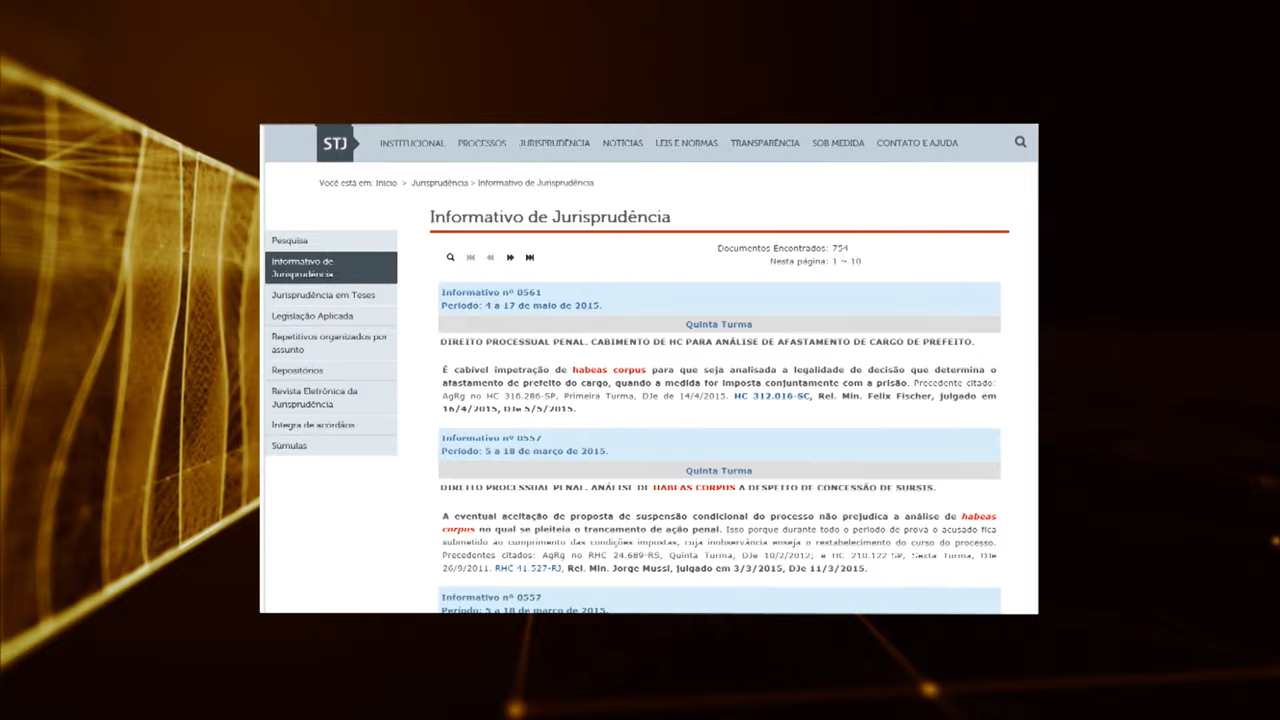 STJ INSTITUCIONAL PROCESSOS JURISPRUDÊNCIA NOTÍCIAS LEIS E NORMAS TRANSPARÊNCIA SOB MEDIDA CONTATO E AJUDA
Você está em: Início > Jurisprudência > Informativo de Jurisprudência
Informativo de Jurisprudência
Pesquisa
Informativo de
Jurisprudência
Jurisprudência em Teses
Legislação Aplicada
Repetitivos organizados por
assunto
Repositórios
Revista Eletrônica da
Jurisprudência
Íntegra de acórdãos
Súmulas
Documentos Encontrados: 754
Nesta página: 1 ~ 10
Informativo nº 0561
Período: 4 a 17 de maio de 2015.
Quinta Turma
DIREITO PROCESSUAL PENAL. CABIMENTO DE HC PARA ANÁLISE DE AFASTAMENTO DE CARGO DE PREFEITO.
É cabível impetração de habeas corpus para que seja analisada a legalidade de decisão que determina o
afastamento de prefeito do cargo, quando a medida for imposta conjuntamente com a prisão. Precedente citado:
AgRg no HC 316.286-SP, Primeira Turma, DJe de 14/4/2015. HC 312.016-SC, Rel. Min. Felix Fischer, julgado em
16/4/2015, DJe 5/5/2015.
Informativo nº 0557
Período: 5 a 18 de março de 2015.
Quinta Turma
DIREITO PROCESSUAL PENAL. ANÁLISE DE HABEAS CORPUS A DESPEITO DE CONCESSÃO DE SURSIS.
A eventual aceitação de proposta de suspensão condicional do processo não prejudica a análise de habeas
corpus no qual se pleiteia o trancamento de ação penal. Isso porque durante todo o período de prova o acusado fica
submetido ao cumprimento das condições impostas, cuja inobservância enseja o restabelecimento do curso do processo.
Precedentes citados: AgRg no RHC 24.689-RS, Quinta Turma, DJe 10/2/2012; e HC 210.122-SP, Sexta Turma, DJe
26/9/2011. RHC 41.527-RJ, Rel. Min. Jorge Mussi, julgado em 3/3/2015, DJe 11/3/2015.
Informativo nº 0557
Período: 5 a 18 de março de 2015.